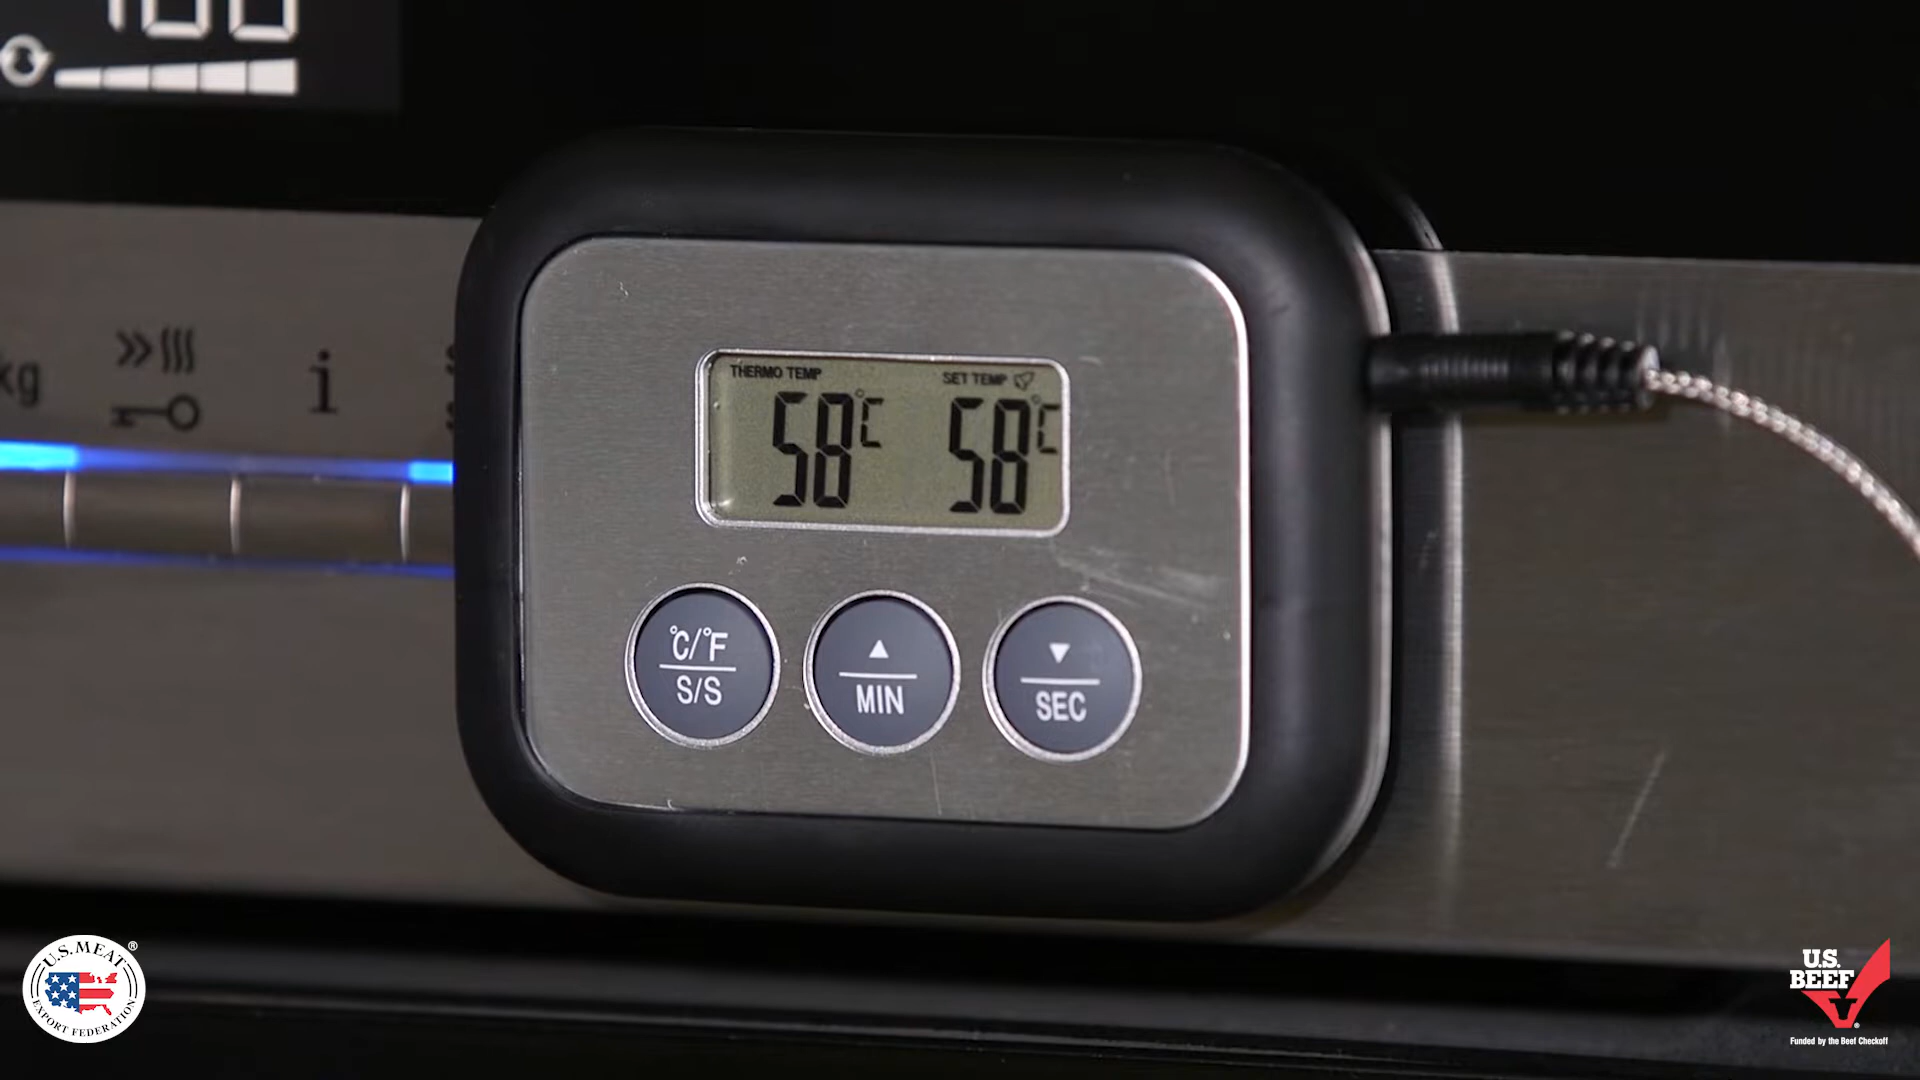 kg
i
THERMO TEMP
SET TEMP
58°C
58°C
°C/°F
S/S
MIN
SEC
U.S. MEAT
EXPORT FEDERATION
®
U.S.
BEEF
Funded by the Beef Checkoff